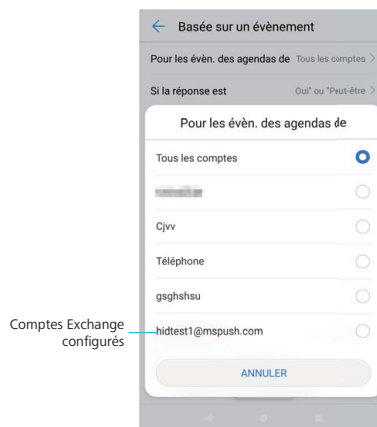 Basée sur un évènement
Pour les évèn. des agendas de Tous les comptes
Si la réponse est Oui" ou "Peut-être
Pour les évèn. des agendas de
Tous les comptes
Cjvv
Téléphone
gsghshsu
Comptes Exchange configurés
hidtest1@mspush.com
ANNULER